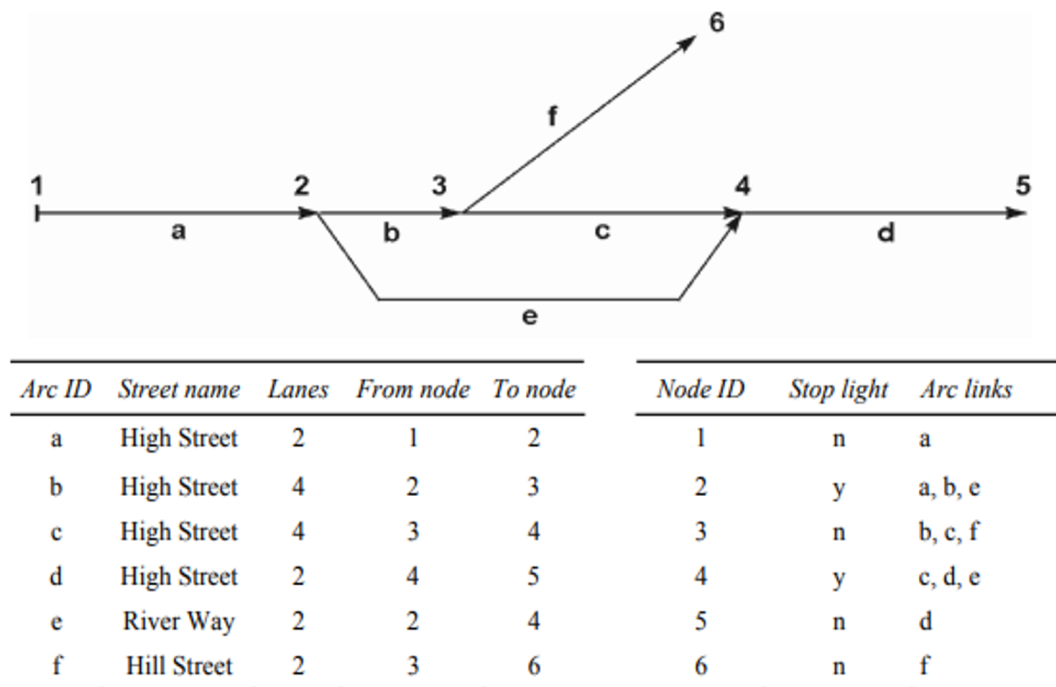 6
f
1 2 3 4 5
a b c d
e
Arc ID Street name Lanes From node To node Node ID Stop light Arc links
a High Street 2 1 2 1 n a
b High Street 4 2 3 2 y a, b, e
c High Street 4 3 4 3 n b, c, f
d High Street 2 4 5 4 y c, d, e
e River Way 2 2 4 5 n d
f Hill Street 2 3 6 6 n f